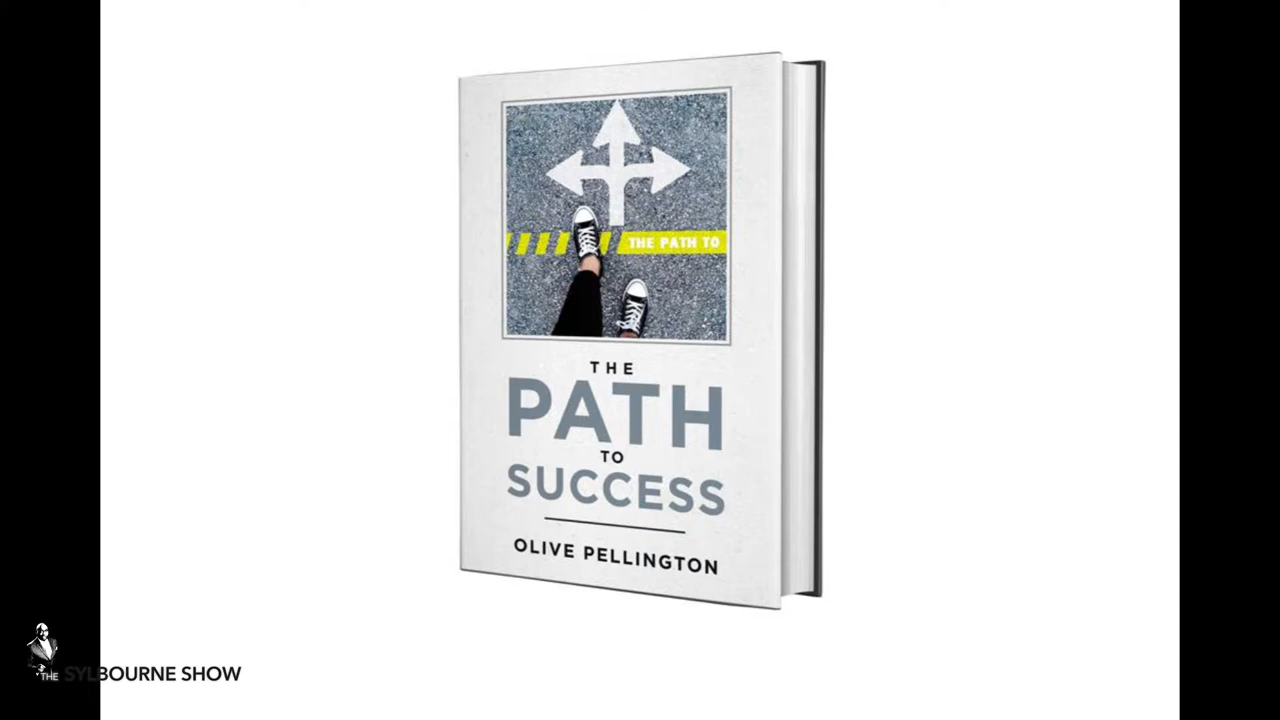 THE PATH TO
THE
PATH
TO
SUCCESS
OLIVE PELLINGTON
THE SYLBOURNE SHOW